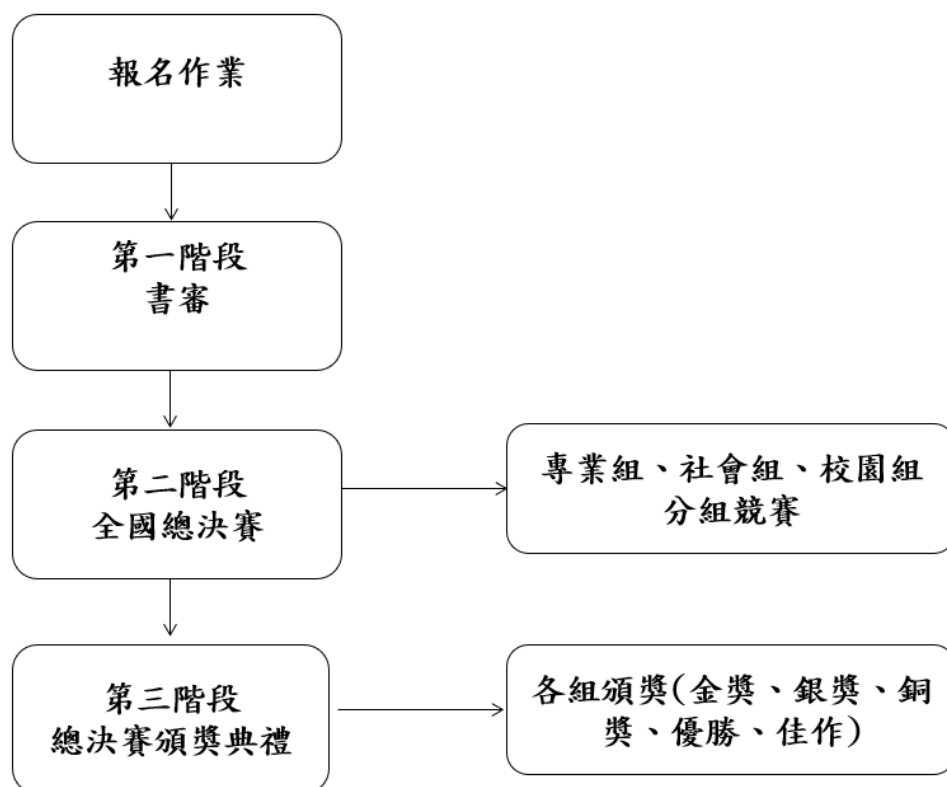 報名作業
第一階段
書審
第二階段
全國總決賽
專業組、社會組、校園組
分組競賽
第三階段
總決賽頒獎典禮
各組頒獎(金獎、銀獎、銅
獎、優勝、佳作)